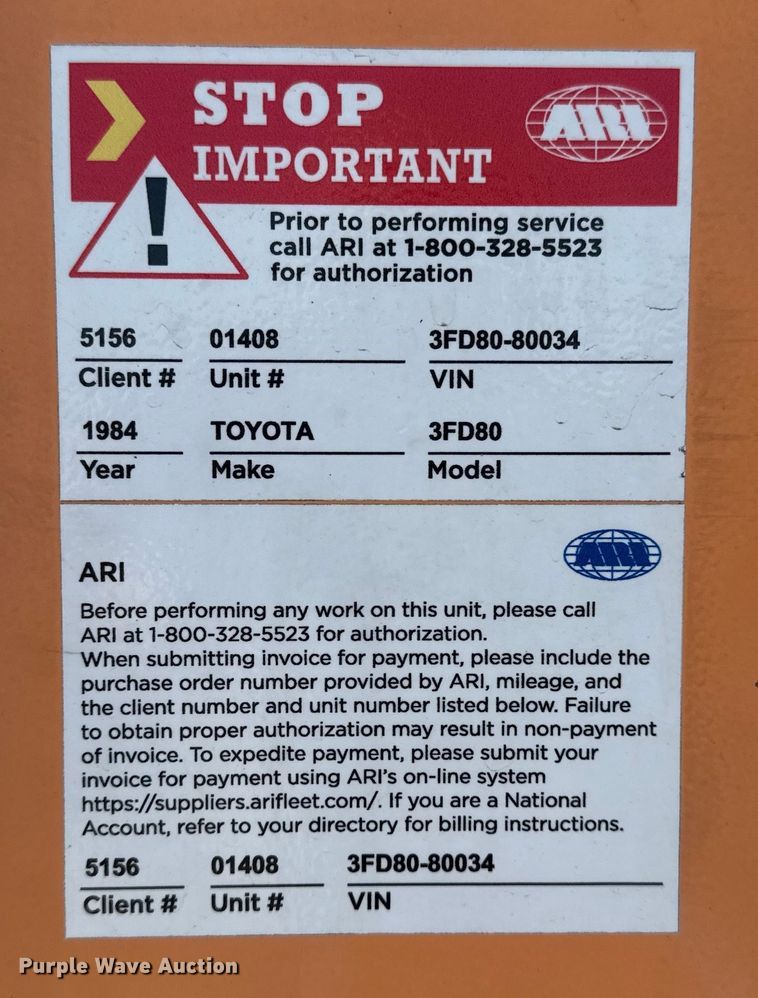 STOP
IMPORTANT
ARI
!
Prior to performing service
call ARI at 1-800-328-5523
for authorization
5156 01408 3FD80-80034
Client # Unit # VIN
1984 TOYOTA 3FD80
Year Make Model
ARI
ARI
Before performing any work on this unit, please call
ARI at 1-800-328-5523 for authorization.
When submitting invoice for payment, please include the
purchase order number provided by ARI, mileage, and
the client number and unit number listed below. Failure
to obtain proper authorization may result in non-payment
of invoice. To expedite payment, please submit your
invoice for payment using ARI's on-line system
https://suppliers.arifleet.com/. If you are a National
Account, refer to your directory for billing instructions.
5156 01408 3FD80-80034
Client # Unit # VIN
Purple Wave Auction